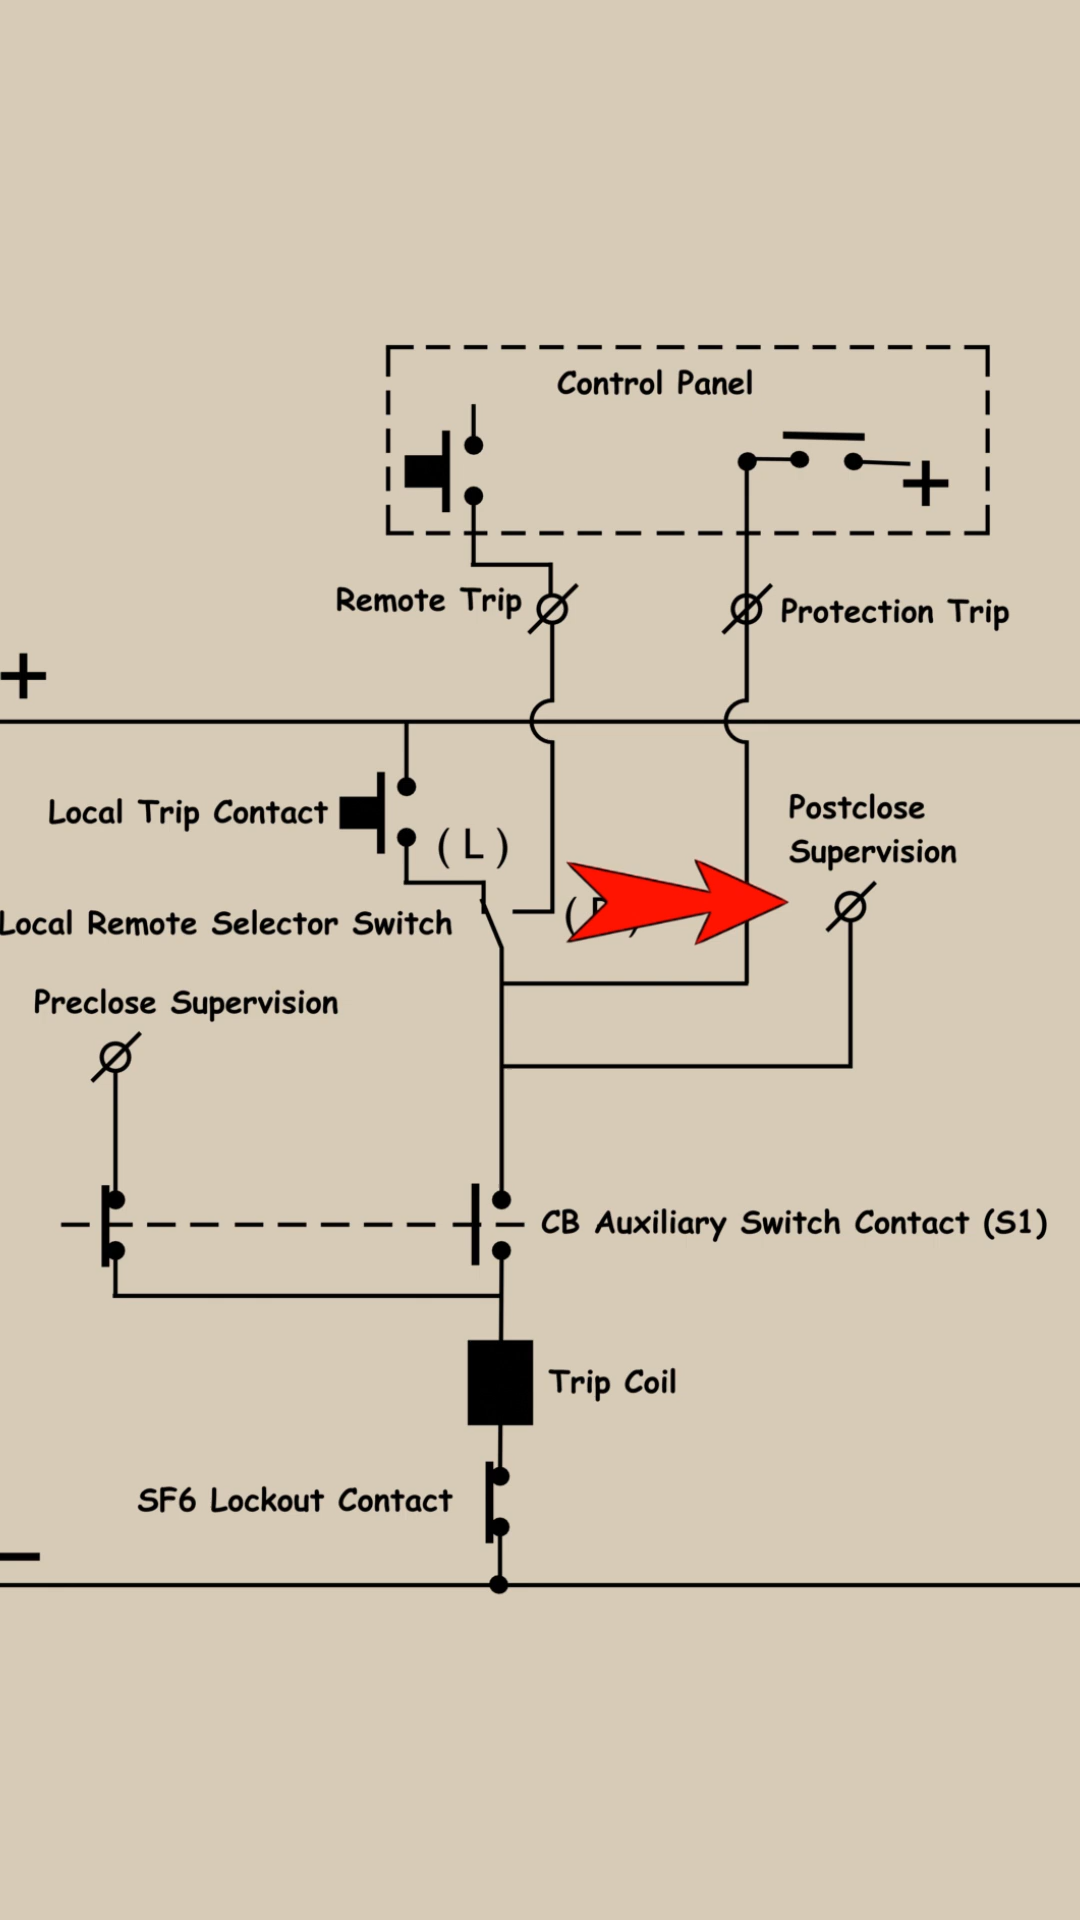 Control Panel
+
Remote Trip
Protection Trip
+
Local Trip Contact
(L)
Postclose
Supervision
Local Remote Selector Switch
Preclose Supervision
CB Auxiliary Switch Contact (S1)
Trip Coil
SF6 Lockout Contact
–